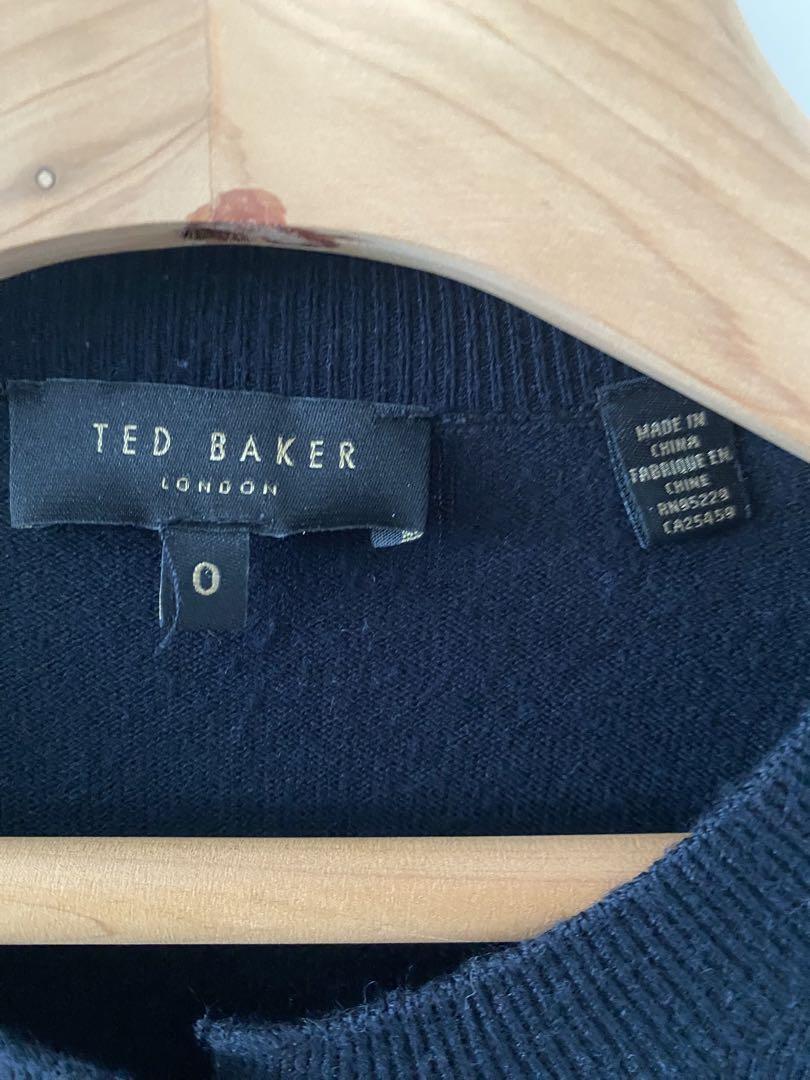 TED BAKER
LONDON
0
MADE IN
CHINA
FABRIQUE EN
CHINE
RN95229
CA25459